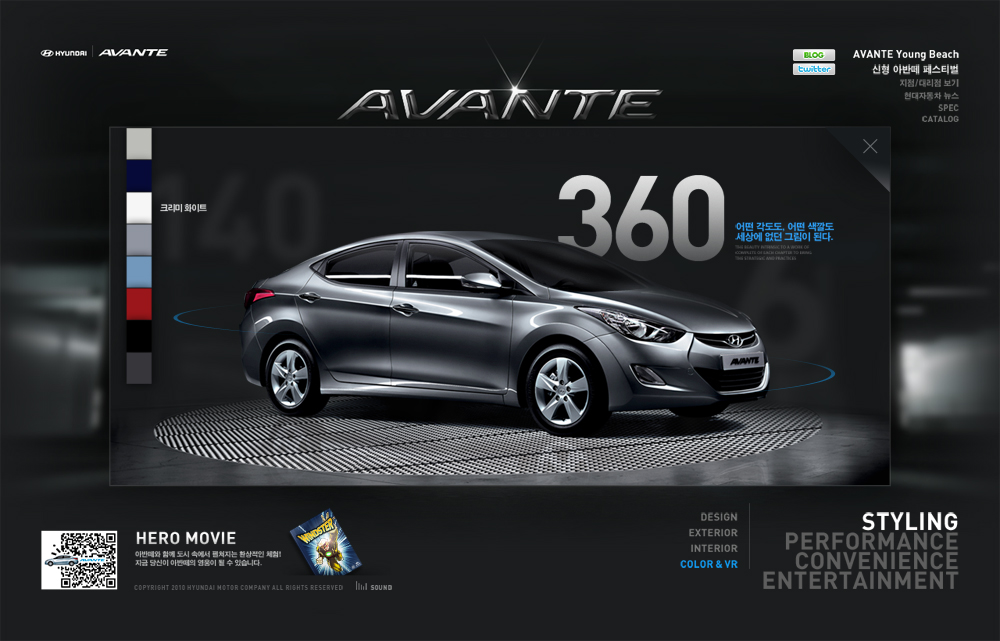 HYUNDAI AVANTE
BLOG
twitter
AVANTE Young Beach
신형 아반떼 페스티벌
지점/대리점 보기
현대자동차 뉴스
SPEC
CATALOG
AVANTE
크리미 화이트
360
어떤 각도도, 어떤 색깔도
세상에 없던 그림이 된다.
AVANTE
HERO MOVIE
아반떼와 함께 도시 속에서 펼쳐지는 환상적인 체험!
지금 당신이 아반떼의 영웅이 될 수 있습니다.
WINDSTER
COPYRIGHT 2010 HYUNDAI MOTOR COMPANY ALL RIGHTS RESERVED
SOUND
DESIGN
EXTERIOR
INTERIOR
COLOR & VR
STYLING
PERFORMANCE
CONVENIENCE
ENTERTAINMENT